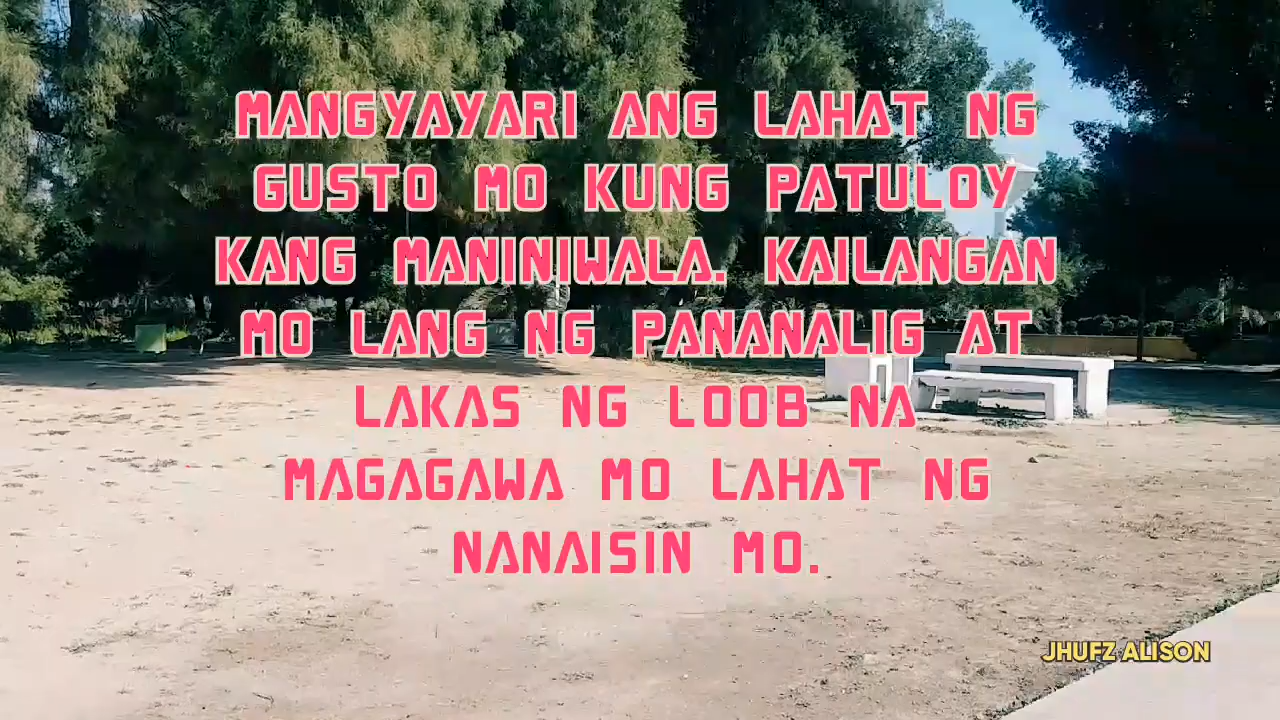 MANGYAYARI ANG LAHAT NG
GUSTO MO KUNG PATULOY
KANG MANINIWALA. KAILANGAN
MO LANG NG PANANALIG AT
LAKAS NG LOOB NA
MAGAGAWA MO LAHAT NG
NANAISIN MO.
JHUFZ ALISON